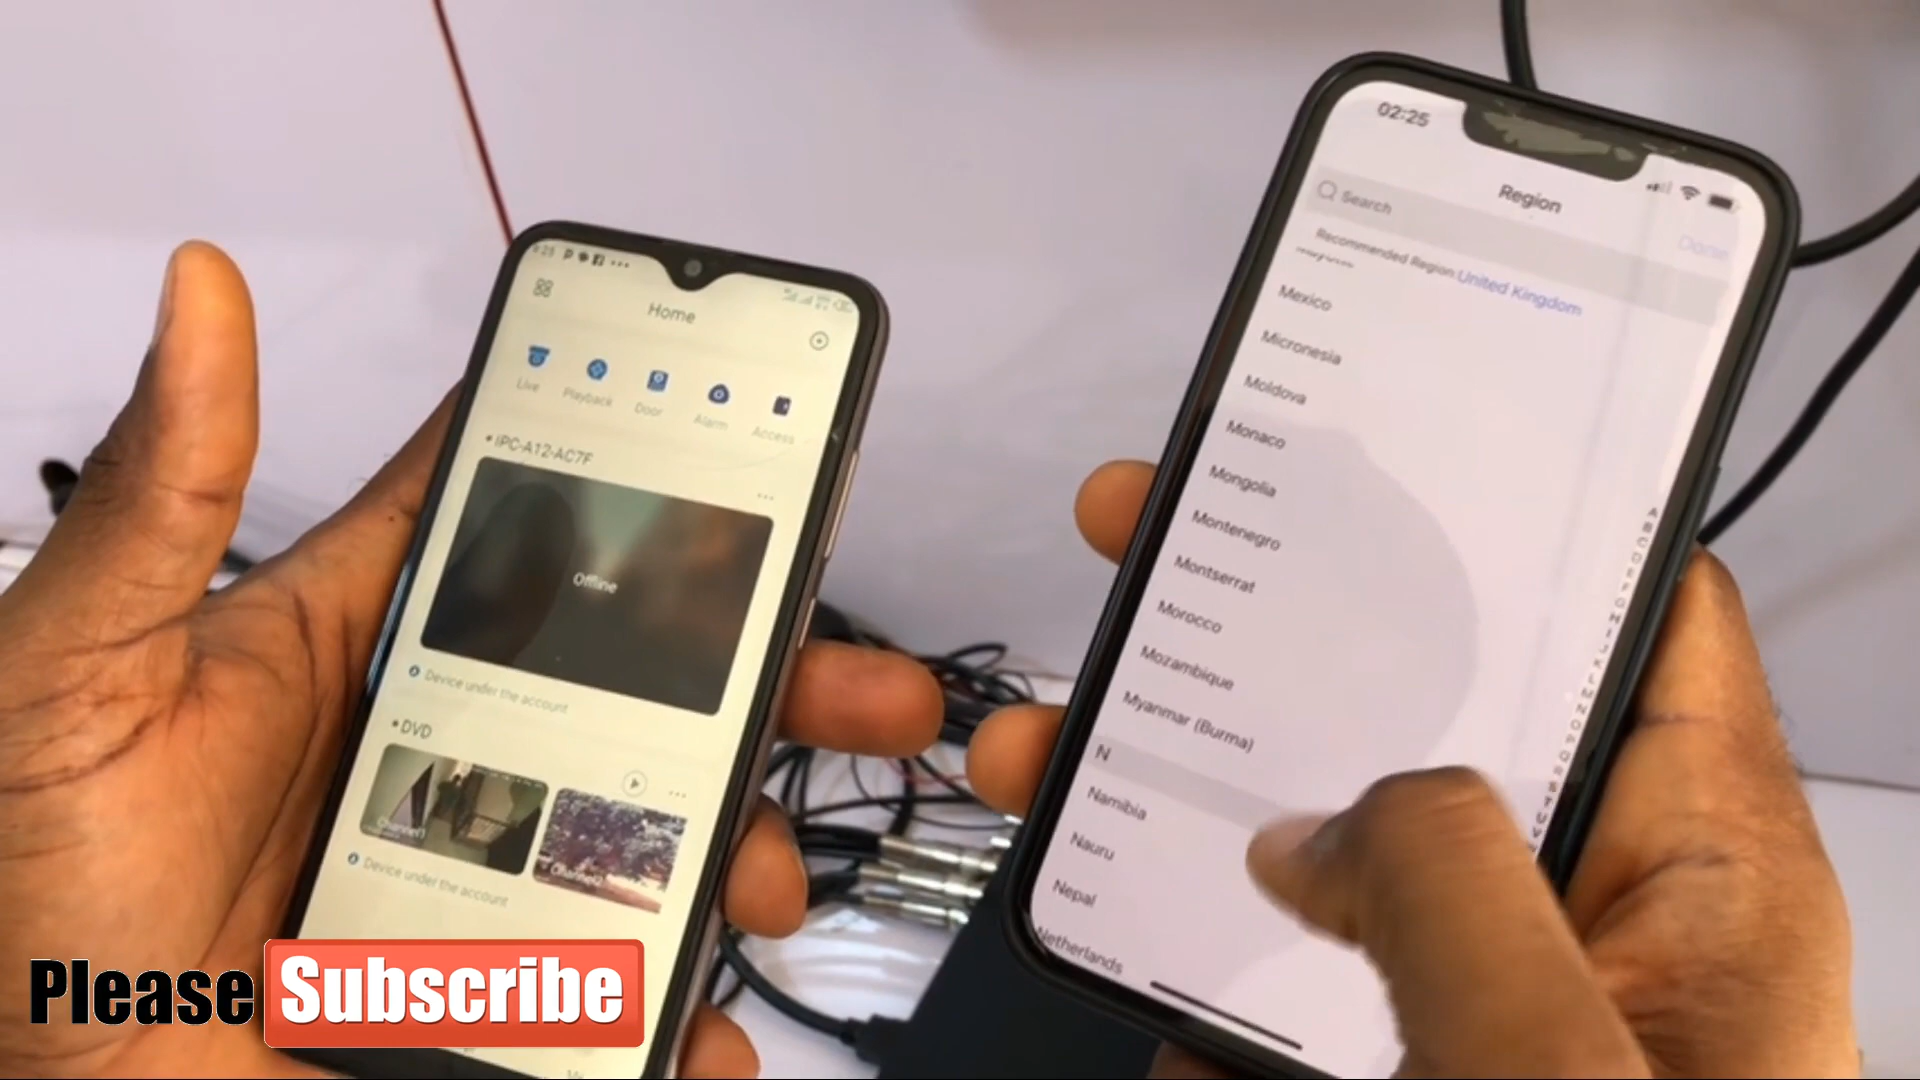 Home
Live
Playback
Door
Alarm
Access
IPC-A12-AC7F
Offline
Device under the account
DVD
Channel1
Channel2
Device under the account
02:25
Region
Search
Done
Recommended Region:United Kingdom
Mexico
Micronesia
Moldova
Monaco
Mongolia
Montenegro
Montserrat
Morocco
Mozambique
Myanmar (Burma)
N
Namibia
Nauru
Nepal
Netherlands
A
B
C
D
E
F
G
H
I
J
K
L
M
N
O
P
Q
R
S
T
U
V
Please Subscribe